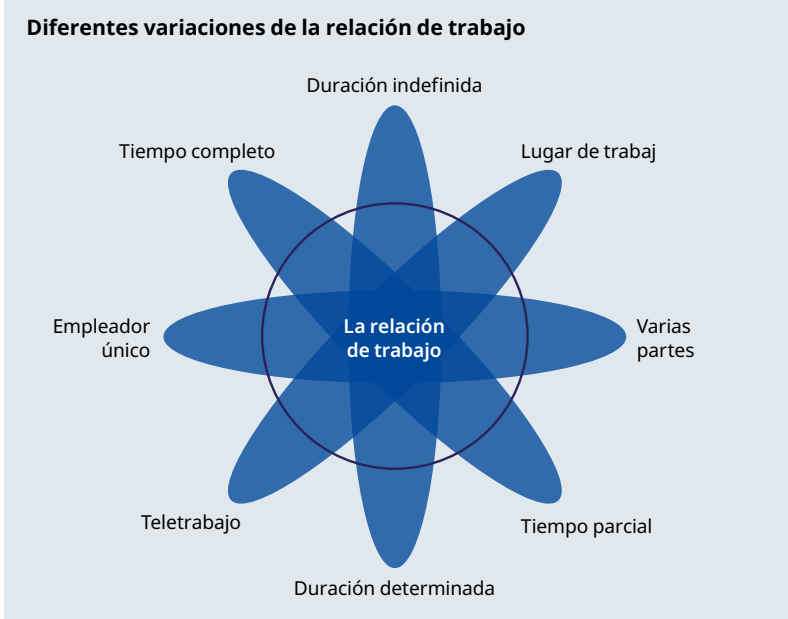 Diferentes variaciones de la relación de trabajo
Duración indefinida
Tiempo completo
Lugar de trabaj
Empleador
único
La relación
de trabajo
Varias
partes
Teletrabajo
Tiempo parcial
Duración determinada